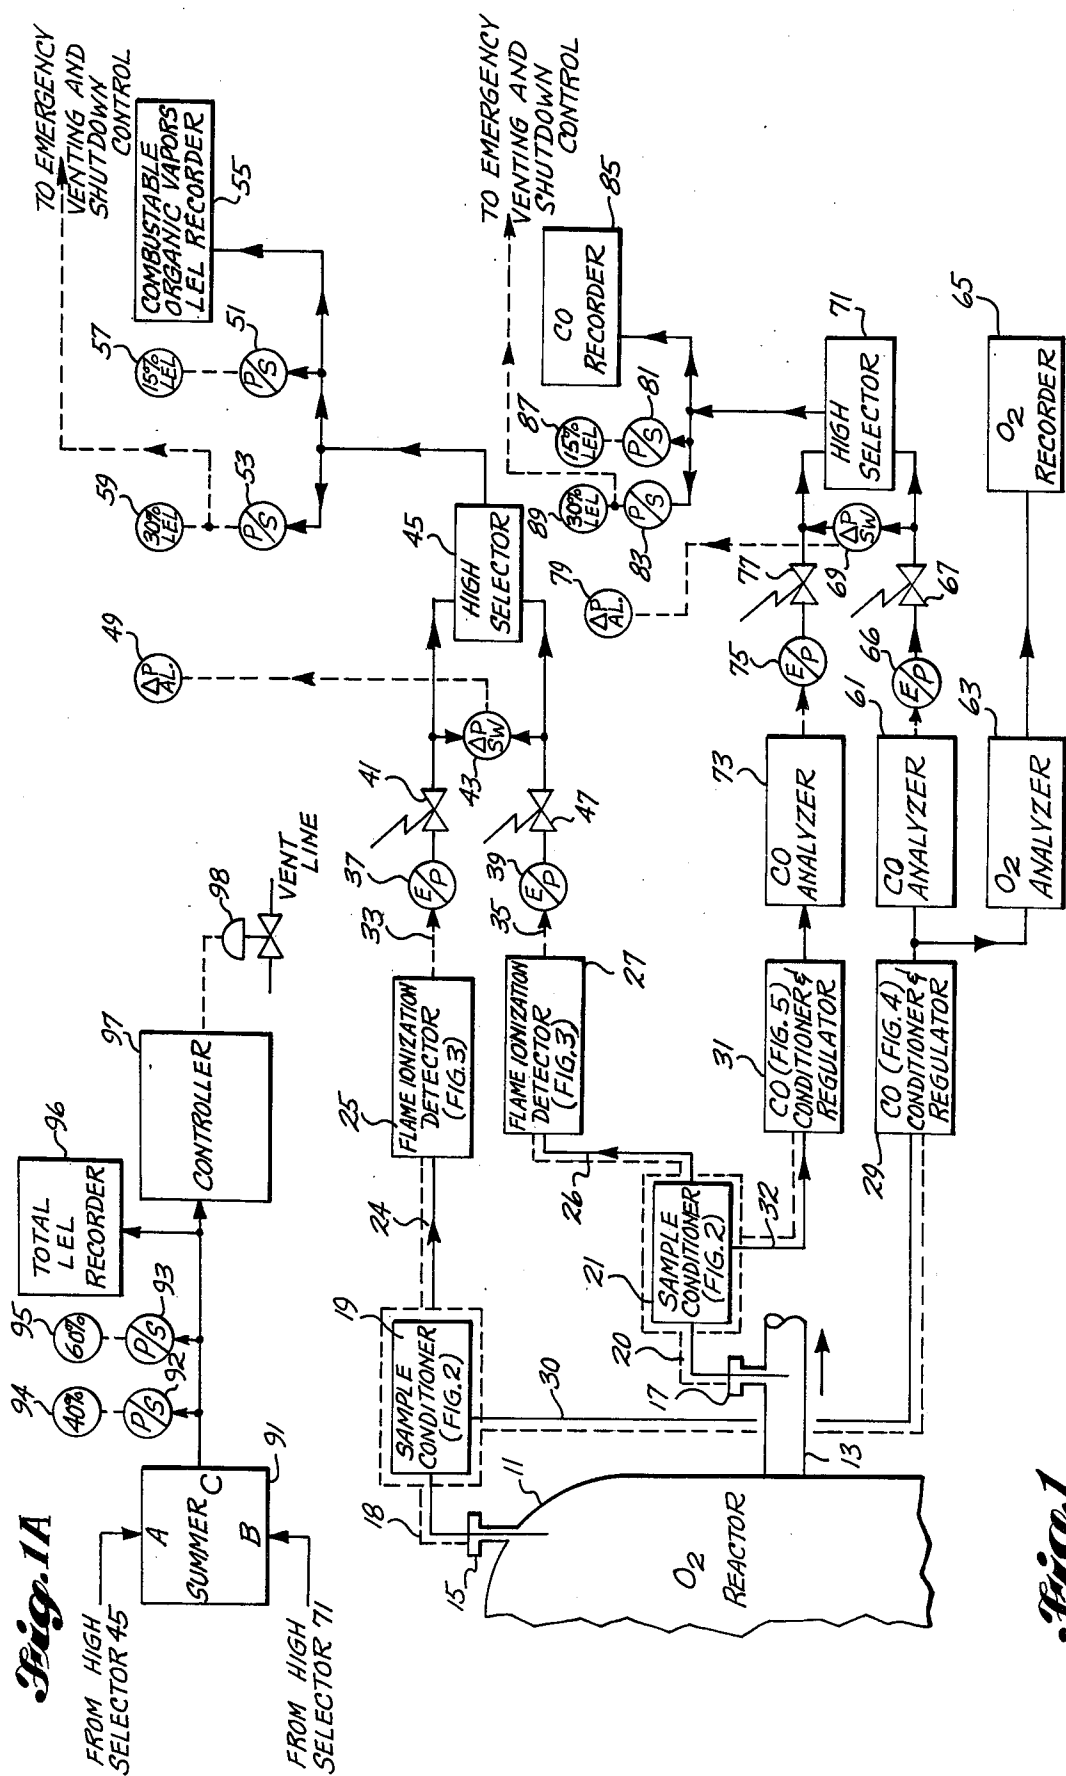 Fig. 1A
FROM HIGH
SELECTOR 45
FROM HIGH
SELECTOR 71
A
B
C
SUMMER
91
94
40%
P/S
92
95
60%
P/S
93
TOTAL
LEL
RECORDER
96
CONTROLLER
97
98
VENT
LINE
TO EMERGENCY
VENTING AND
SHUTDOWN
CONTROL
COMBUSTABLE
ORGANIC VAPORS
LEL RECORDER
55
57
15%
LEL
P/S
51
59
30%
LEL
P/S
53
49
ΔP
AL.
45
HIGH
SELECTOR
ΔP
SW
43
41
47
37
E/P
39
E/P
33
35
25
FLAME IONIZATION
DETECTOR
(FIG.3)
FLAME IONIZATION
DETECTOR
(FIG.3)
27
24
26
19
SAMPLE
CONDITIONER
(FIG.2)
21
SAMPLE
CONDITIONER
(FIG.2)
18
20
15
17
11
13
30
32
O2
REACTOR
TO EMERGENCY
VENTING AND
SHUTDOWN
CONTROL
CO
RECORDER
85
87
15%
LEL
P/S
81
89
30%
LEL
P/S
83
79
ΔP
AL.
HIGH
SELECTOR
71
ΔP
SW
69
77
67
75
E/P
66
E/P
73
CO
ANALYZER
61
CO
ANALYZER
63
O2
ANALYZER
65
O2
RECORDER
31
CO (FIG.5)
CONDITIONER &
REGULATOR
29
CO (FIG.4)
CONDITIONER &
REGULATOR
Fig. 1